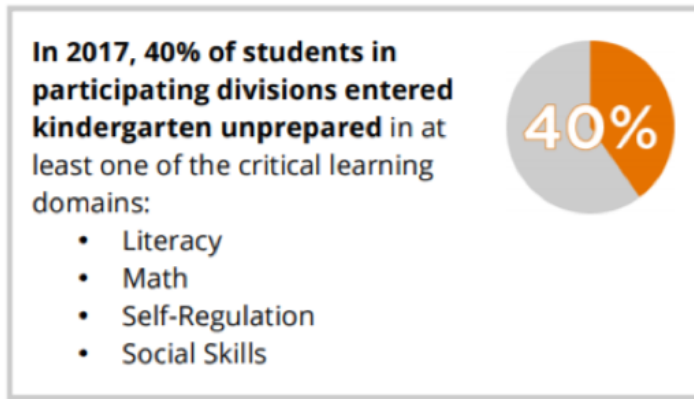 In 2017, 40% of students in
participating divisions entered
kindergarten unprepared in at
least one of the critical learning
domains:
• Literacy
• Math
• Self-Regulation
• Social Skills
40%